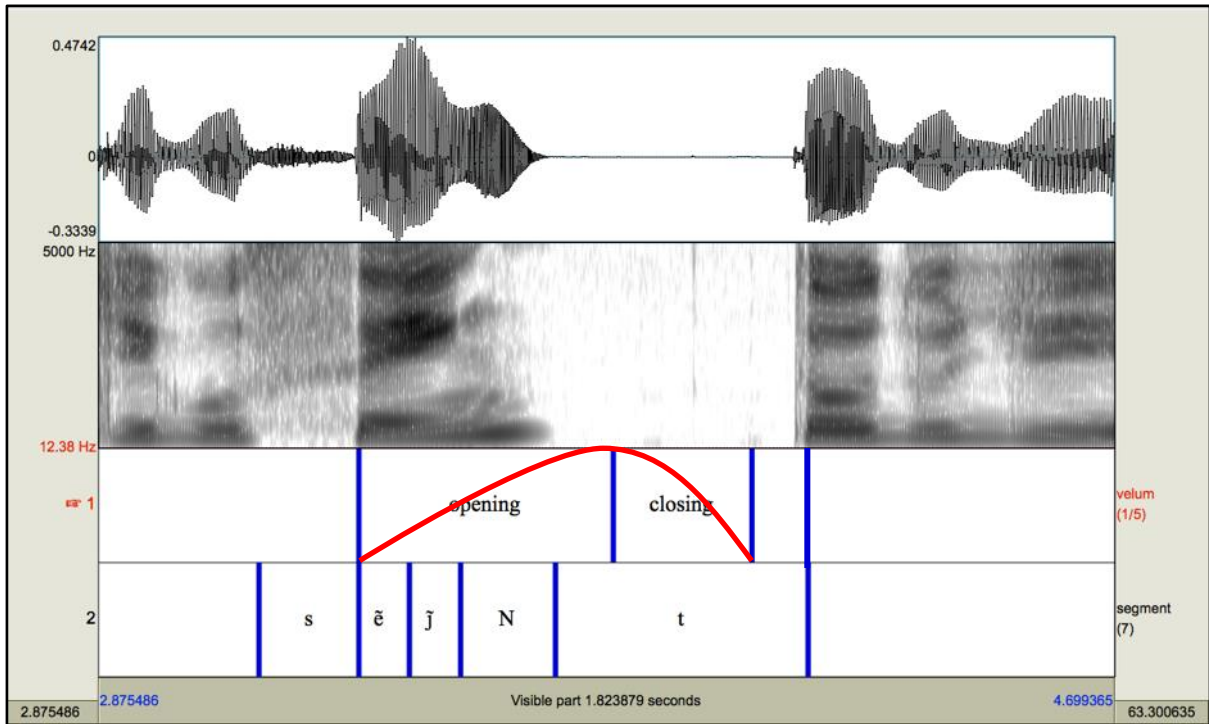 0.4742
0
-0.3339
5000 Hz
12.38 Hz
☞ 1 opening closing velum
(1/5)
2 s ẽ j̃ N t segment
(7)
2.875486 Visible part 1.823879 seconds 4.699365
2.875486 63.300635